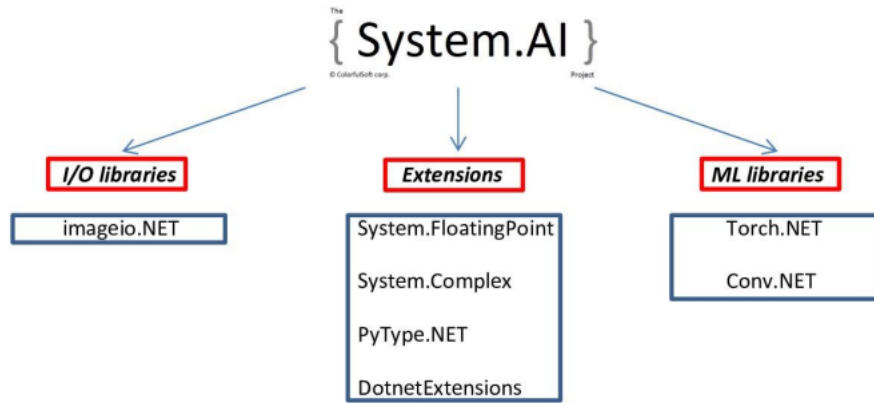 The
{ System.AI }
© ColorfulSoft corp. Project
I/O libraries
Extensions
ML libraries
imageio.NET
System.FloatingPoint
System.Complex
PyType.NET
DotnetExtensions
Torch.NET
Conv.NET